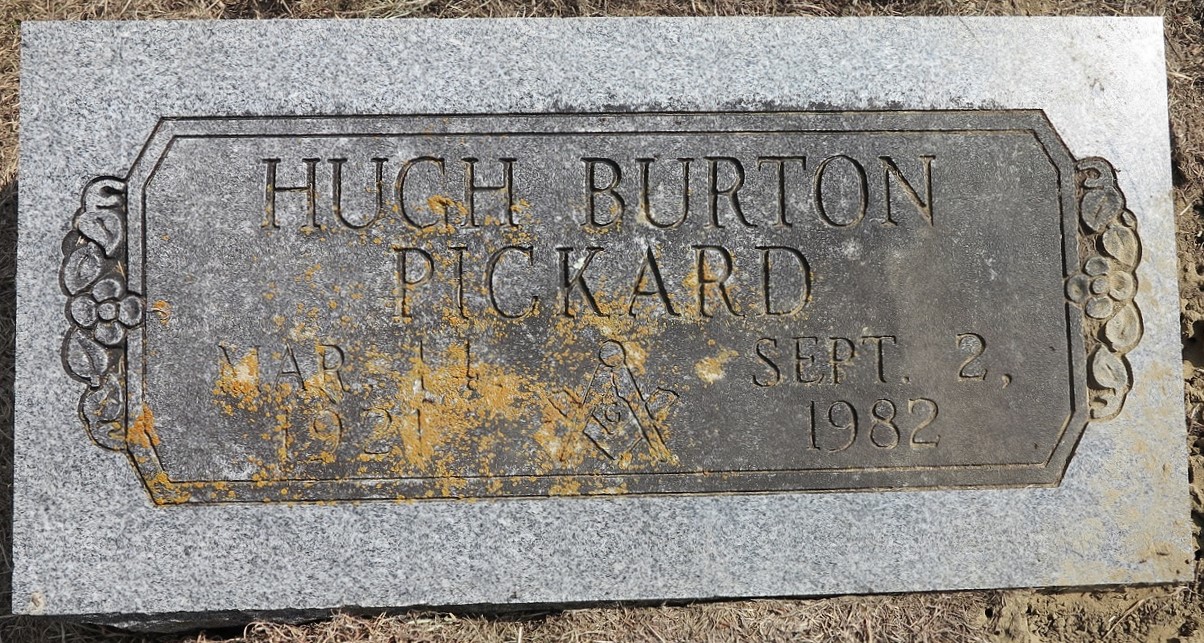 HUGH BURTON
PICKARD
MAR. 11, SEPT. 2,
1921 1982
G